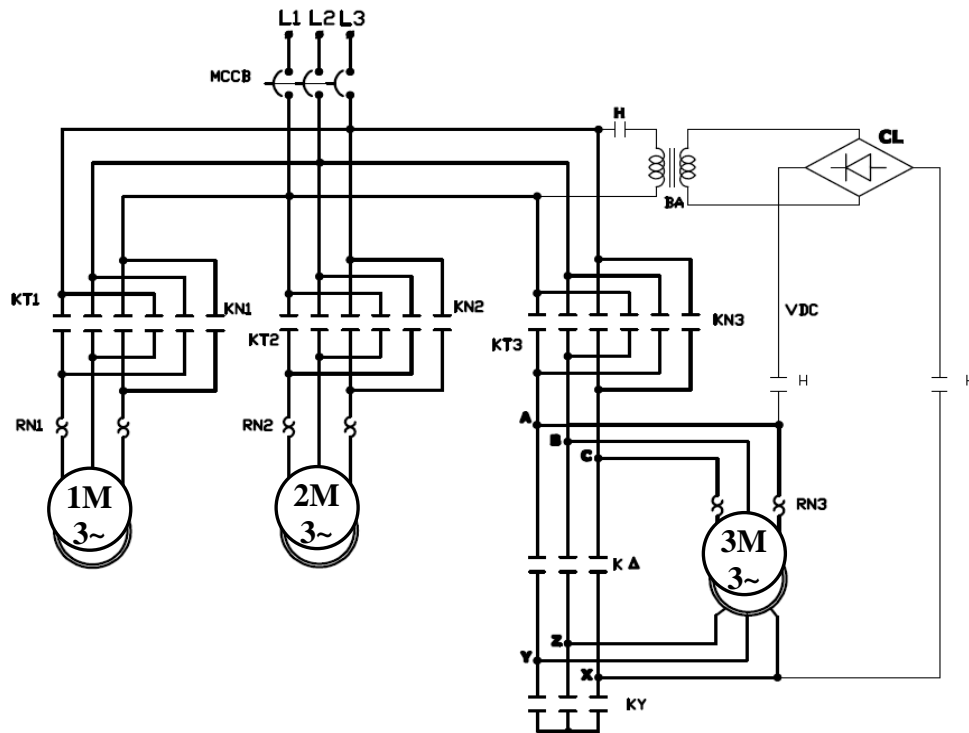 L1 L2 L3
MCCB
H
CL
BA
KT1
KN1
KT2
KN2
KT3
KN3
VDC
H
H
A
B
C
RN1
RN2
RN3
1M
3~
2M
3~
3M
3~
K Δ
Z
Y
X
KY